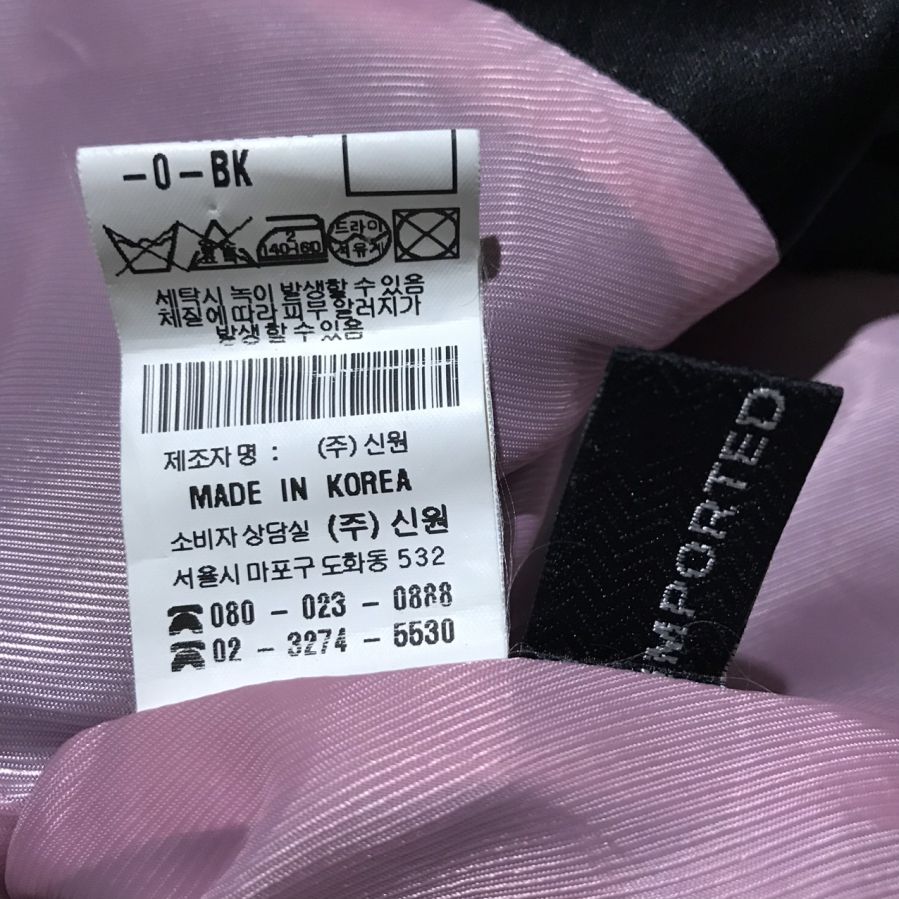 -0-BK
2
140~160
드라이
석유계
세탁시 녹이 발생할 수 있음
체질에 따라 피부 알러지가
발생 할 수 있음
제조자명 : (주) 신원
MADE IN KOREA
소비자 상담실 (주) 신원
서울시 마포구 도화동 532
☎ 080 - 023 - 0888
☎ 02 - 3274 - 5530
IMPORTED